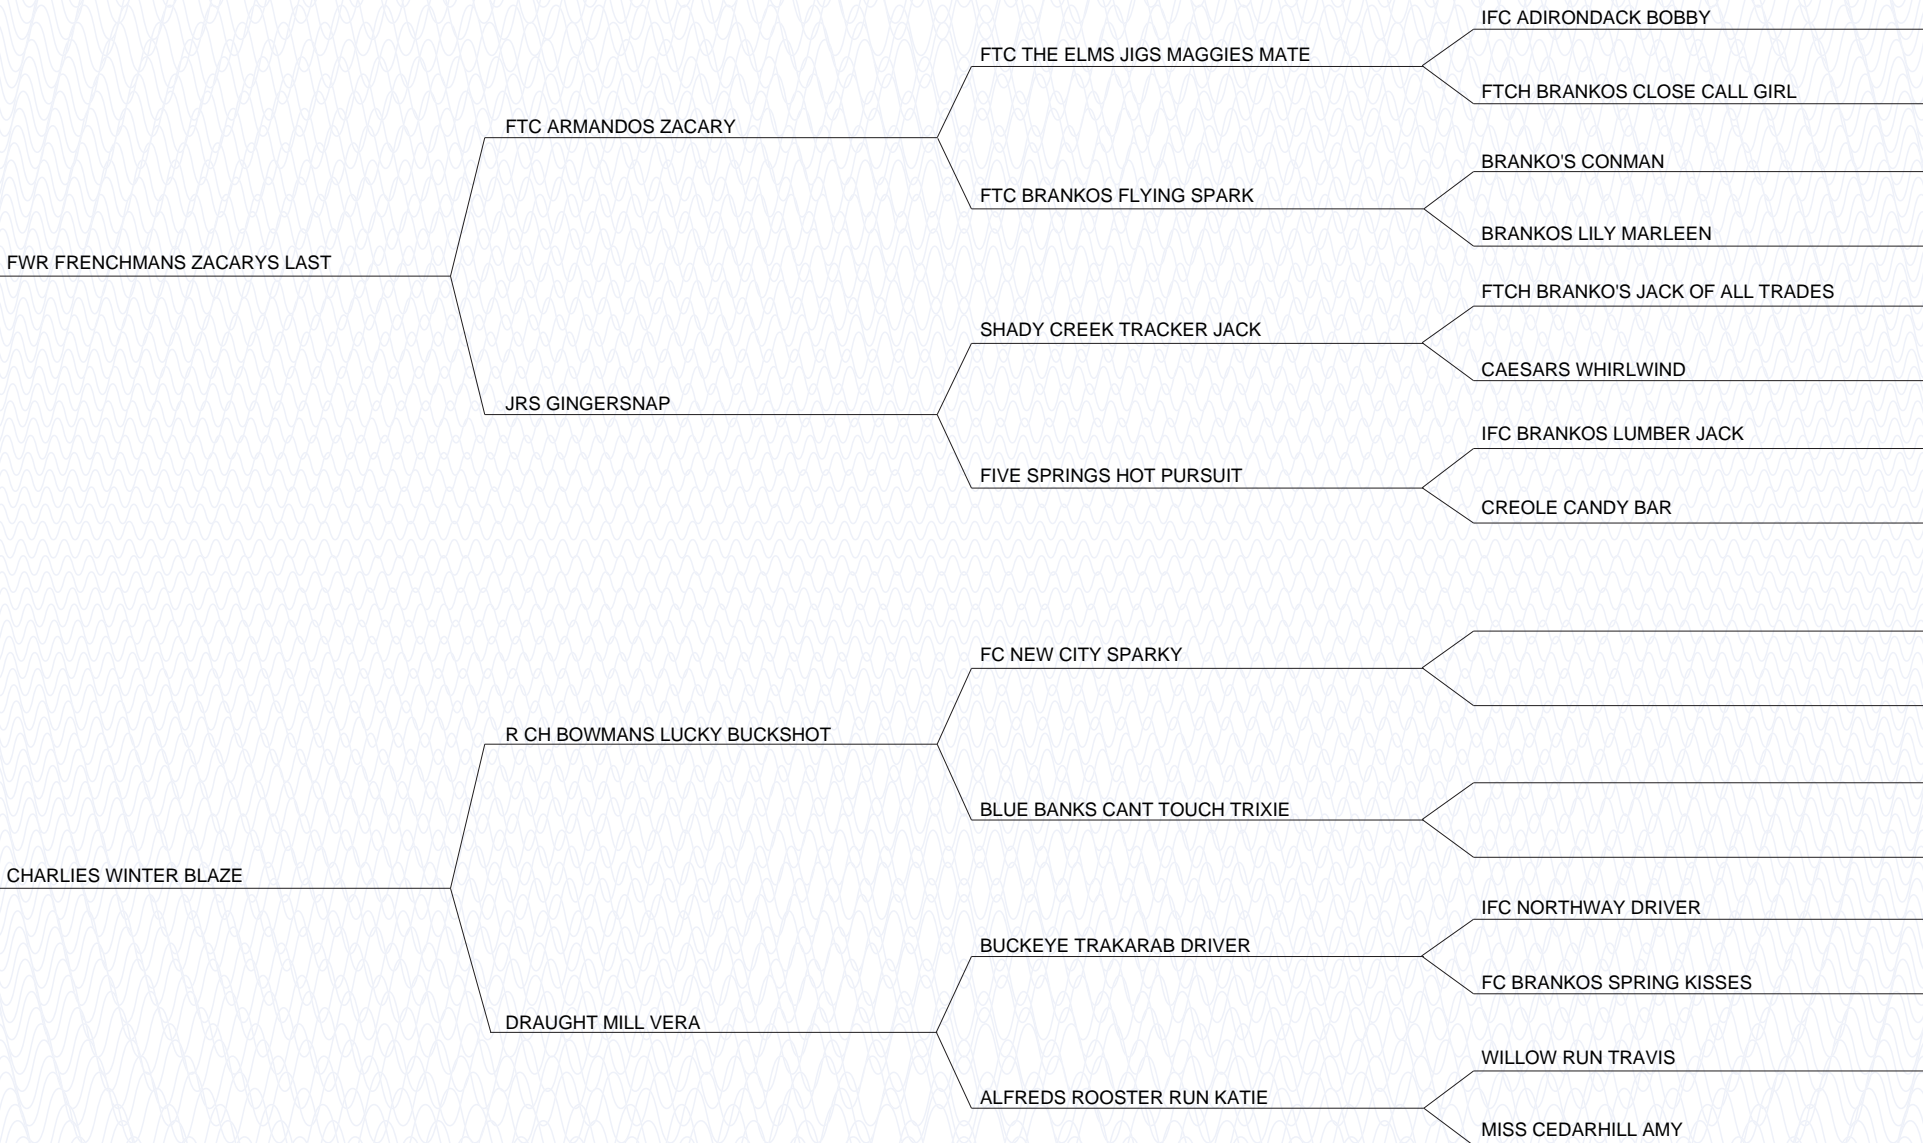 IFC ADIRONDACK BOBBY
FTC THE ELMS JIGS MAGGIES MATE
FTCH BRANKOS CLOSE CALL GIRL
FTC ARMANDOS ZACARY
BRANKO'S CONMAN
FTC BRANKOS FLYING SPARK
BRANKOS LILY MARLEEN
FWR FRENCHMANS ZACARYS LAST
FTCH BRANKO'S JACK OF ALL TRADES
SHADY CREEK TRACKER JACK
CAESARS WHIRLWIND
JRS GINGERSNAP
IFC BRANKOS LUMBER JACK
FIVE SPRINGS HOT PURSUIT
CREOLE CANDY BAR
FC NEW CITY SPARKY
R CH BOWMANS LUCKY BUCKSHOT
BLUE BANKS CANT TOUCH TRIXIE
CHARLIES WINTER BLAZE
IFC NORTHWAY DRIVER
BUCKEYE TRAKARAB DRIVER
FC BRANKOS SPRING KISSES
DRAUGHT MILL VERA
WILLOW RUN TRAVIS
ALFREDS ROOSTER RUN KATIE
MISS CEDARHILL AMY